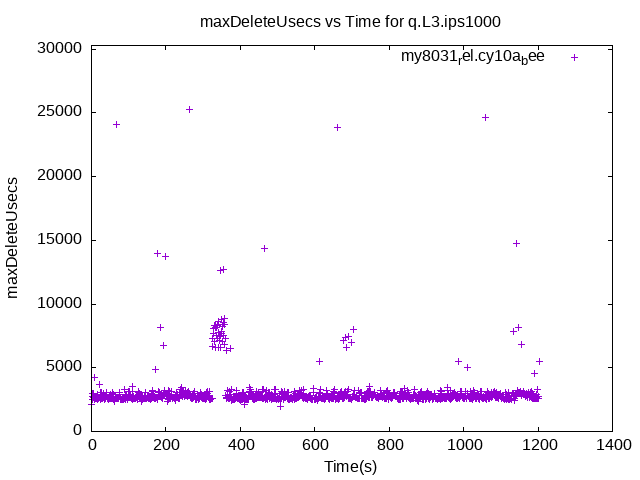 maxDeleteUsecs vs Time for q.L3.ips1000
my8031rel.cy10abee
30000
25000
20000
15000
10000
5000
0
maxDeleteUsecs
0 200 400 600 800 1000 1200 1400
Time(s)